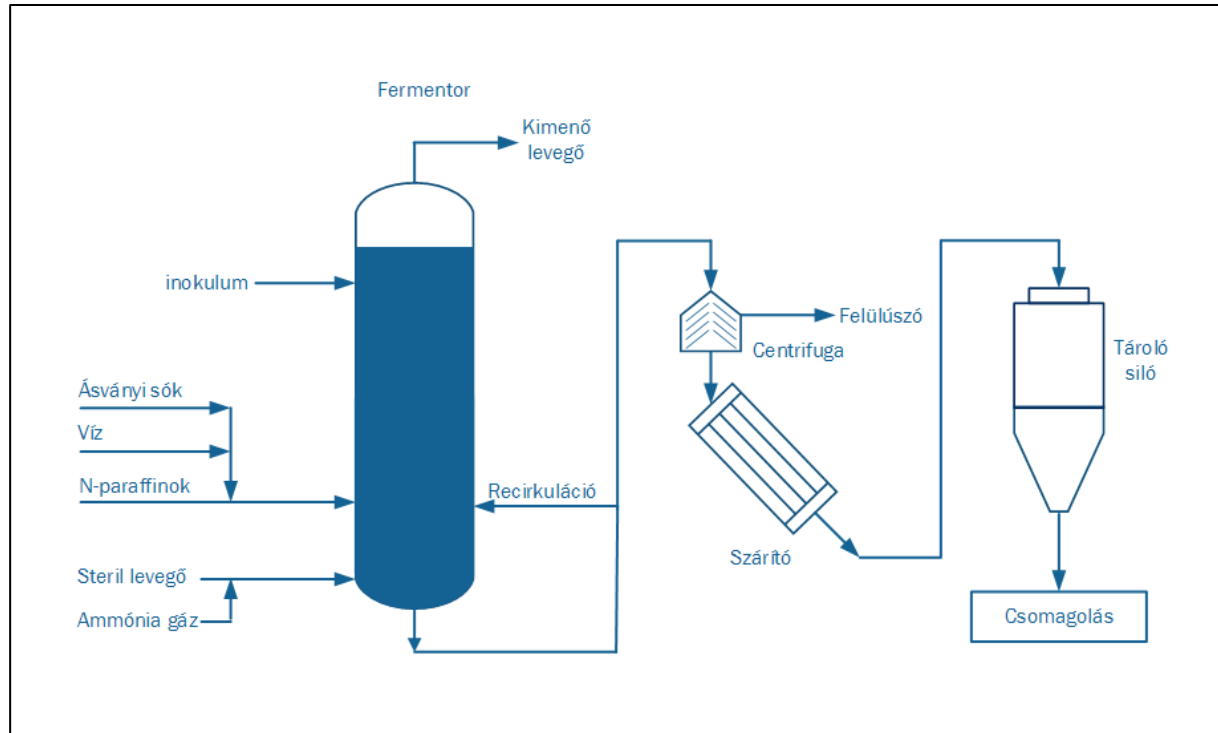 Fermentor
Kimenő
levegő
inokulum
Felülúszó
Centrifuga
Tároló
siló
Ásványi sók
Víz
N-paraffinok
Recirkuláció
Szárító
Steril levegő
Ammónia gáz
Csomagolás